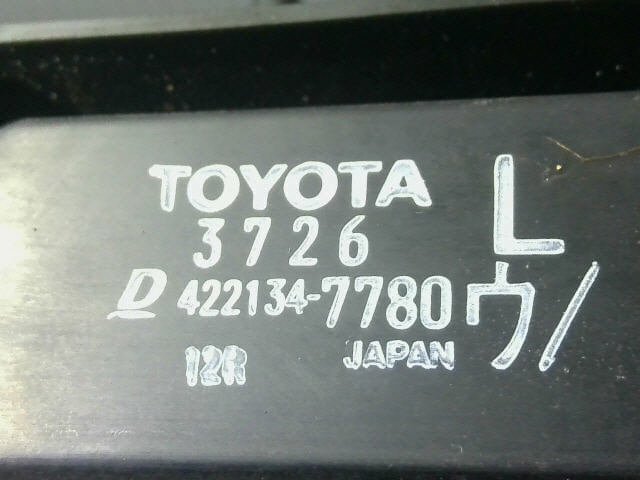 TOYOTA
3726
D 422134-7780
12R JAPAN
L
ウ/